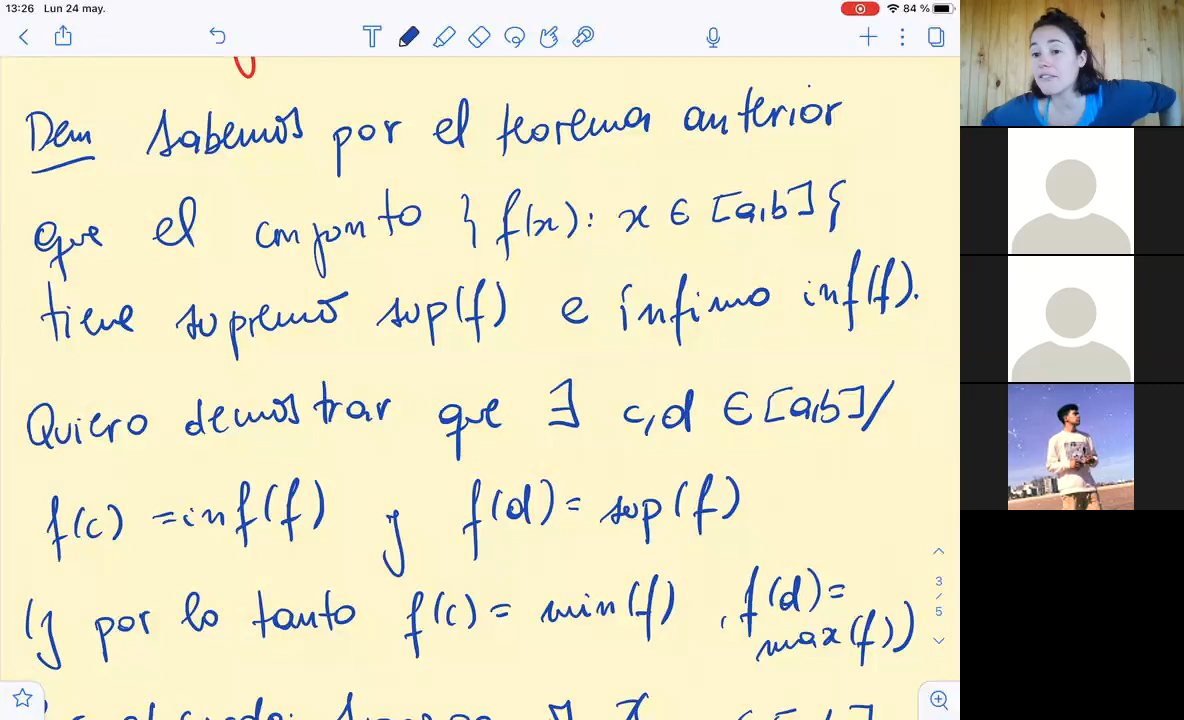 13:26 Lun 24 may.
84 %
Dem Sabemos por el teorema anterior
que el conjunto { f(x): x ∈ [a,b] }
tiene supremo sup(f) e ínfimo inf(f).
Quiero demostrar que ∃ c,d ∈ [a,b] /
f(c) = inf(f) y f(d) = sup(f)
(y por lo tanto f(c) = min(f) , f(d) =
max(f))
3
/
5